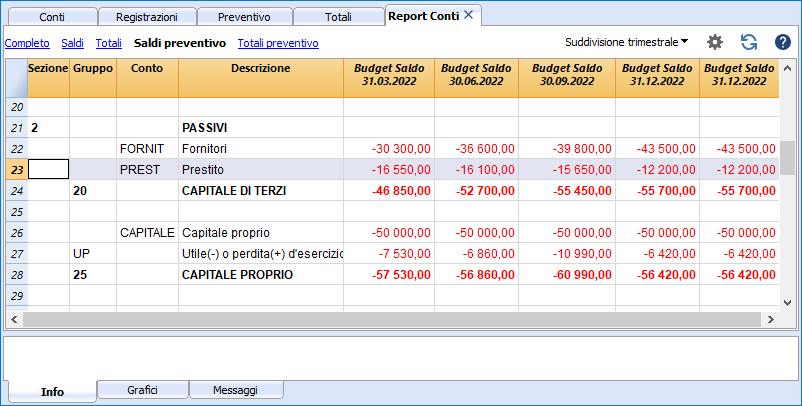 Conti Registrazioni Preventivo Totali Report Conti
Completo Saldi Totali Saldi preventivo Totali preventivo Suddivisione trimestrale
Sezione Gruppo Conto Descrizione Budget Saldo 31.03.2022 Budget Saldo 30.06.2022 Budget Saldo 30.09.2022 Budget Saldo 31.12.2022 Budget Saldo 31.12.2022
20
21 2 PASSIVI
22 FORNIT Fornitori -30 300,00 -36 600,00 -39 800,00 -43 500,00 -43 500,00
23 PREST Prestito -16 550,00 -16 100,00 -15 650,00 -12 200,00 -12 200,00
24 20 CAPITALE DI TERZI -46 850,00 -52 700,00 -55 450,00 -55 700,00 -55 700,00
25
26 CAPITALE Capitale proprio -50 000,00 -50 000,00 -50 000,00 -50 000,00 -50 000,00
27 UP Utile(-) o perdita(+) d'esercizio -7 530,00 -6 860,00 -10 990,00 -6 420,00 -6 420,00
28 25 CAPITALE PROPRIO -57 530,00 -56 860,00 -60 990,00 -56 420,00 -56 420,00
29
Info Grafici Messaggi